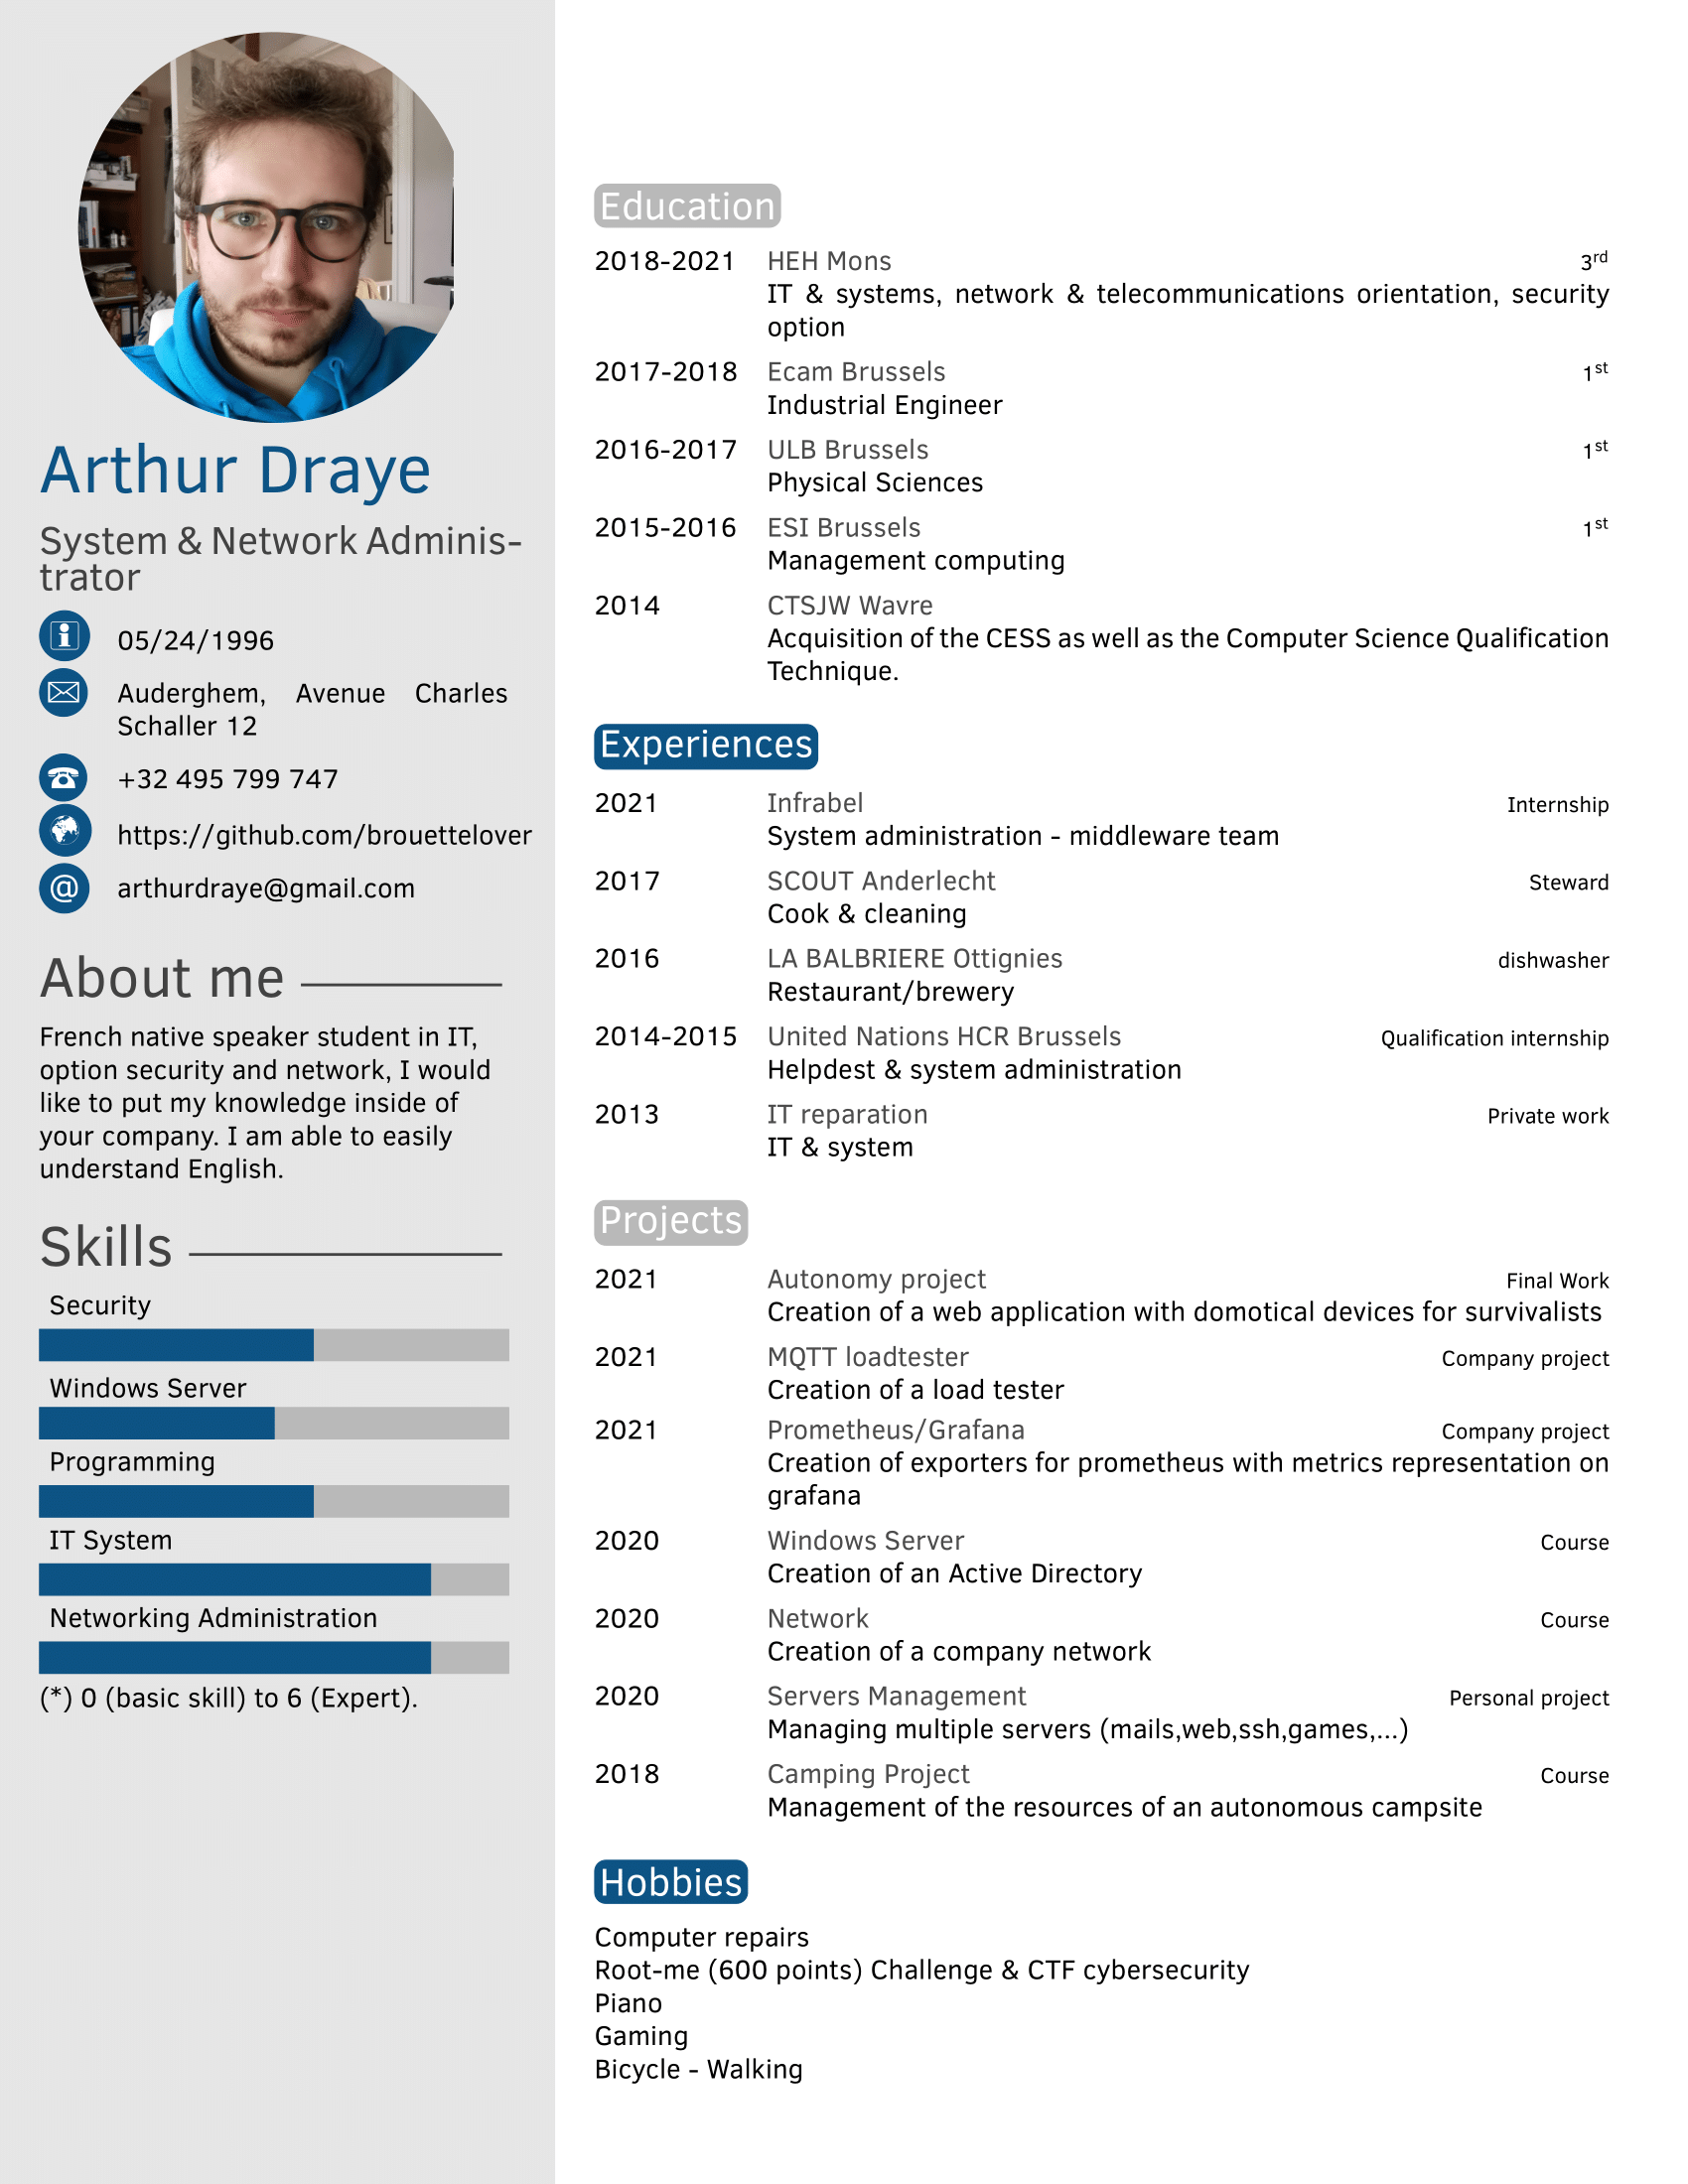 Arthur Draye
System & Network Adminis-
trator
05/24/1996
Auderghem, Avenue Charles
Schaller 12
+32 495 799 747
https://github.com/brouettelover
@ arthurdraye@gmail.com
About me
French native speaker student in IT,
option security and network, I would
like to put my knowledge inside of
your company. I am able to easily
understand English.
Skills
Security
Windows Server
Programming
IT System
Networking Administration
(*) 0 (basic skill) to 6 (Expert).
Education
2018-2021 HEH Mons 3rd
IT & systems, network & telecommunications orientation, security
option
2017-2018 Ecam Brussels 1st
Industrial Engineer
2016-2017 ULB Brussels 1st
Physical Sciences
2015-2016 ESI Brussels 1st
Management computing
2014 CTSJW Wavre
Acquisition of the CESS as well as the Computer Science Qualification
Technique.
Experiences
2021 Infrabel Internship
System administration - middleware team
2017 SCOUT Anderlecht Steward
Cook & cleaning
2016 LA BALBRIERE Ottignies dishwasher
Restaurant/brewery
2014-2015 United Nations HCR Brussels Qualification internship
Helpdest & system administration
2013 IT reparation Private work
IT & system
Projects
2021 Autonomy project Final Work
Creation of a web application with domotical devices for survivalists
2021 MQTT loadtester Company project
Creation of a load tester
2021 Prometheus/Grafana Company project
Creation of exporters for prometheus with metrics representation on
grafana
2020 Windows Server Course
Creation of an Active Directory
2020 Network Course
Creation of a company network
2020 Servers Management Personal project
Managing multiple servers (mails,web,ssh,games,...)
2018 Camping Project Course
Management of the resources of an autonomous campsite
Hobbies
Computer repairs
Root-me (600 points) Challenge & CTF cybersecurity
Piano
Gaming
Bicycle - Walking